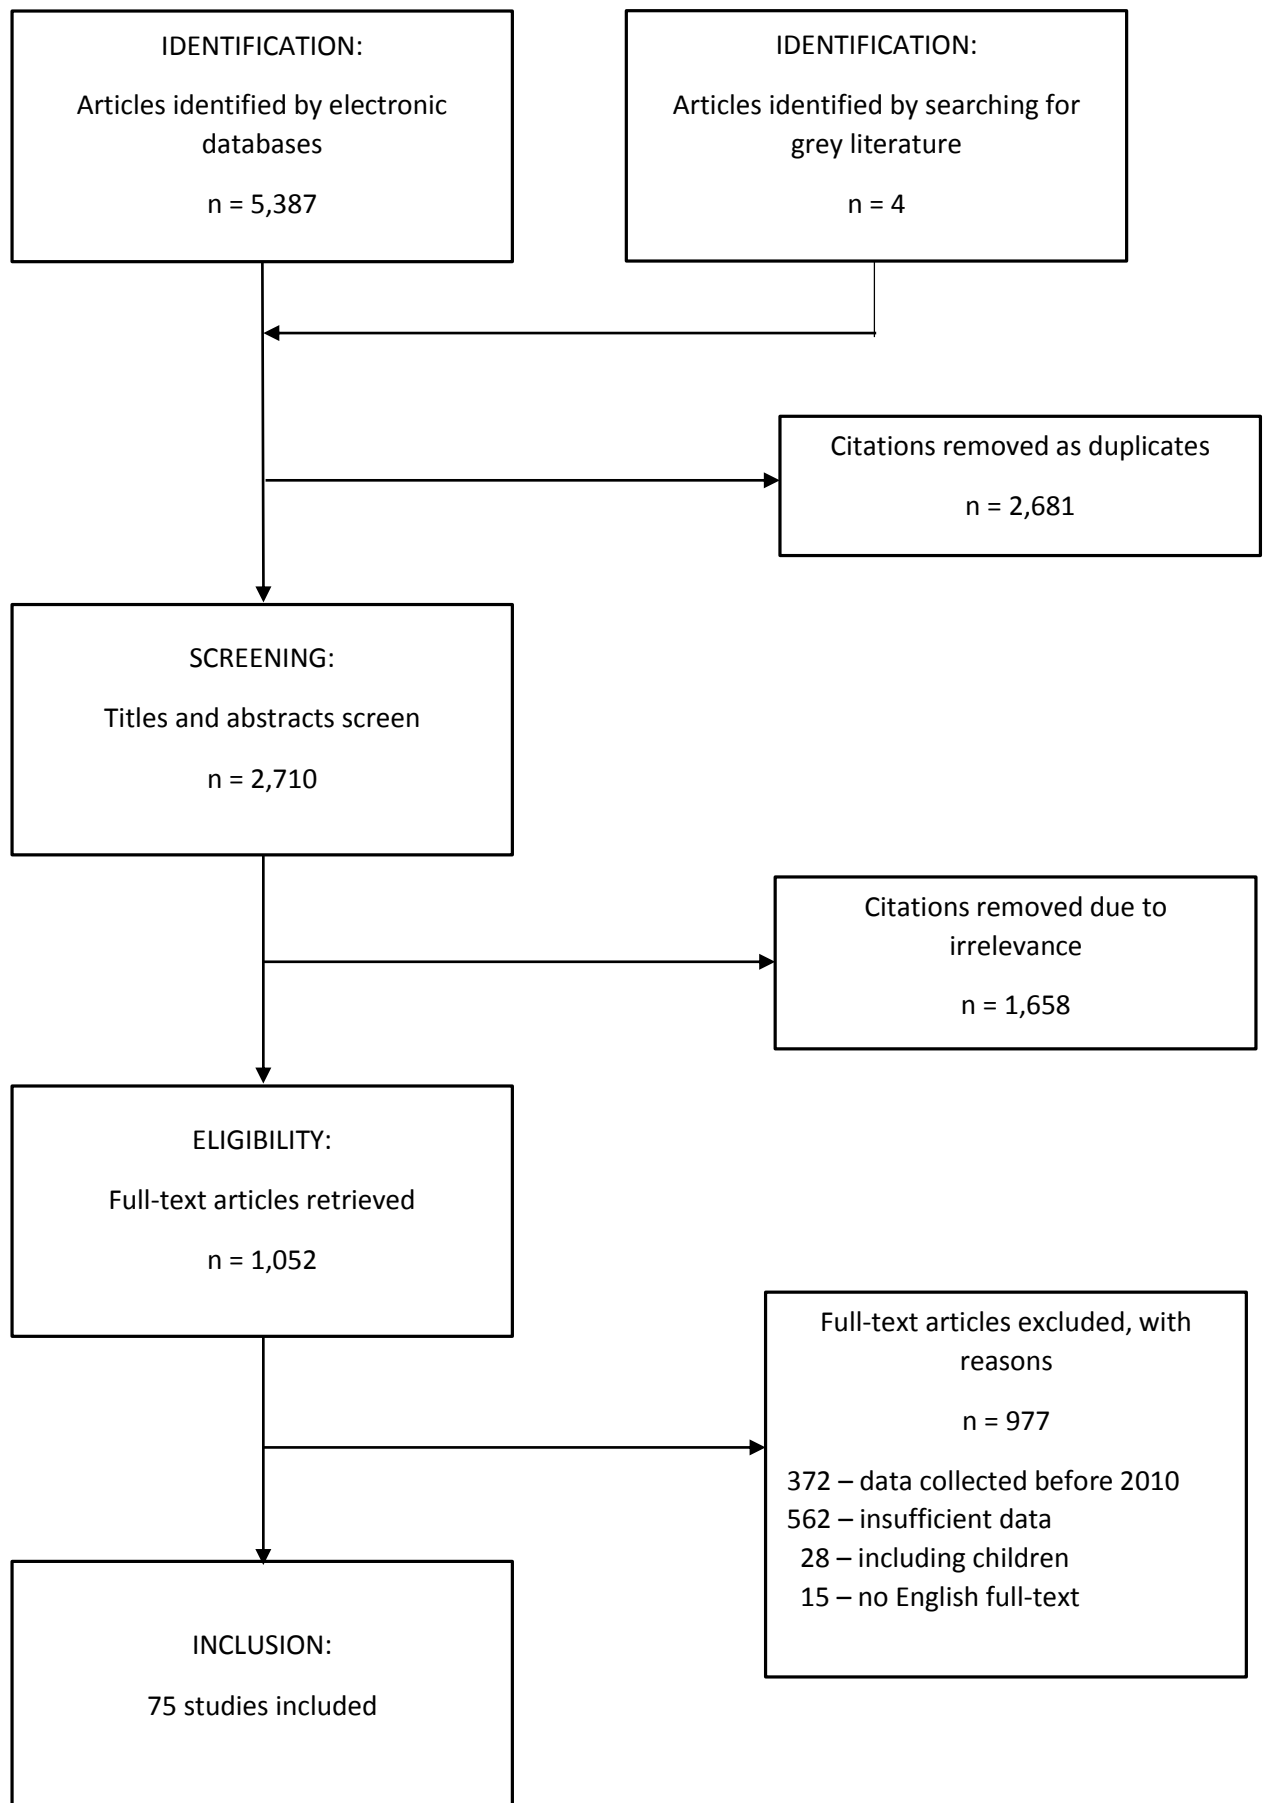 IDENTIFICATION:
Articles identified by electronic
databases
n = 5,387
IDENTIFICATION:
Articles identified by searching for
grey literature
n = 4
Citations removed as duplicates
n = 2,681
SCREENING:
Titles and abstracts screen
n = 2,710
Citations removed due to
irrelevance
n = 1,658
ELIGIBILITY:
Full-text articles retrieved
n = 1,052
Full-text articles excluded, with
reasons
n = 977
372 – data collected before 2010
562 – insufficient data
28 – including children
15 – no English full-text
INCLUSION:
75 studies included